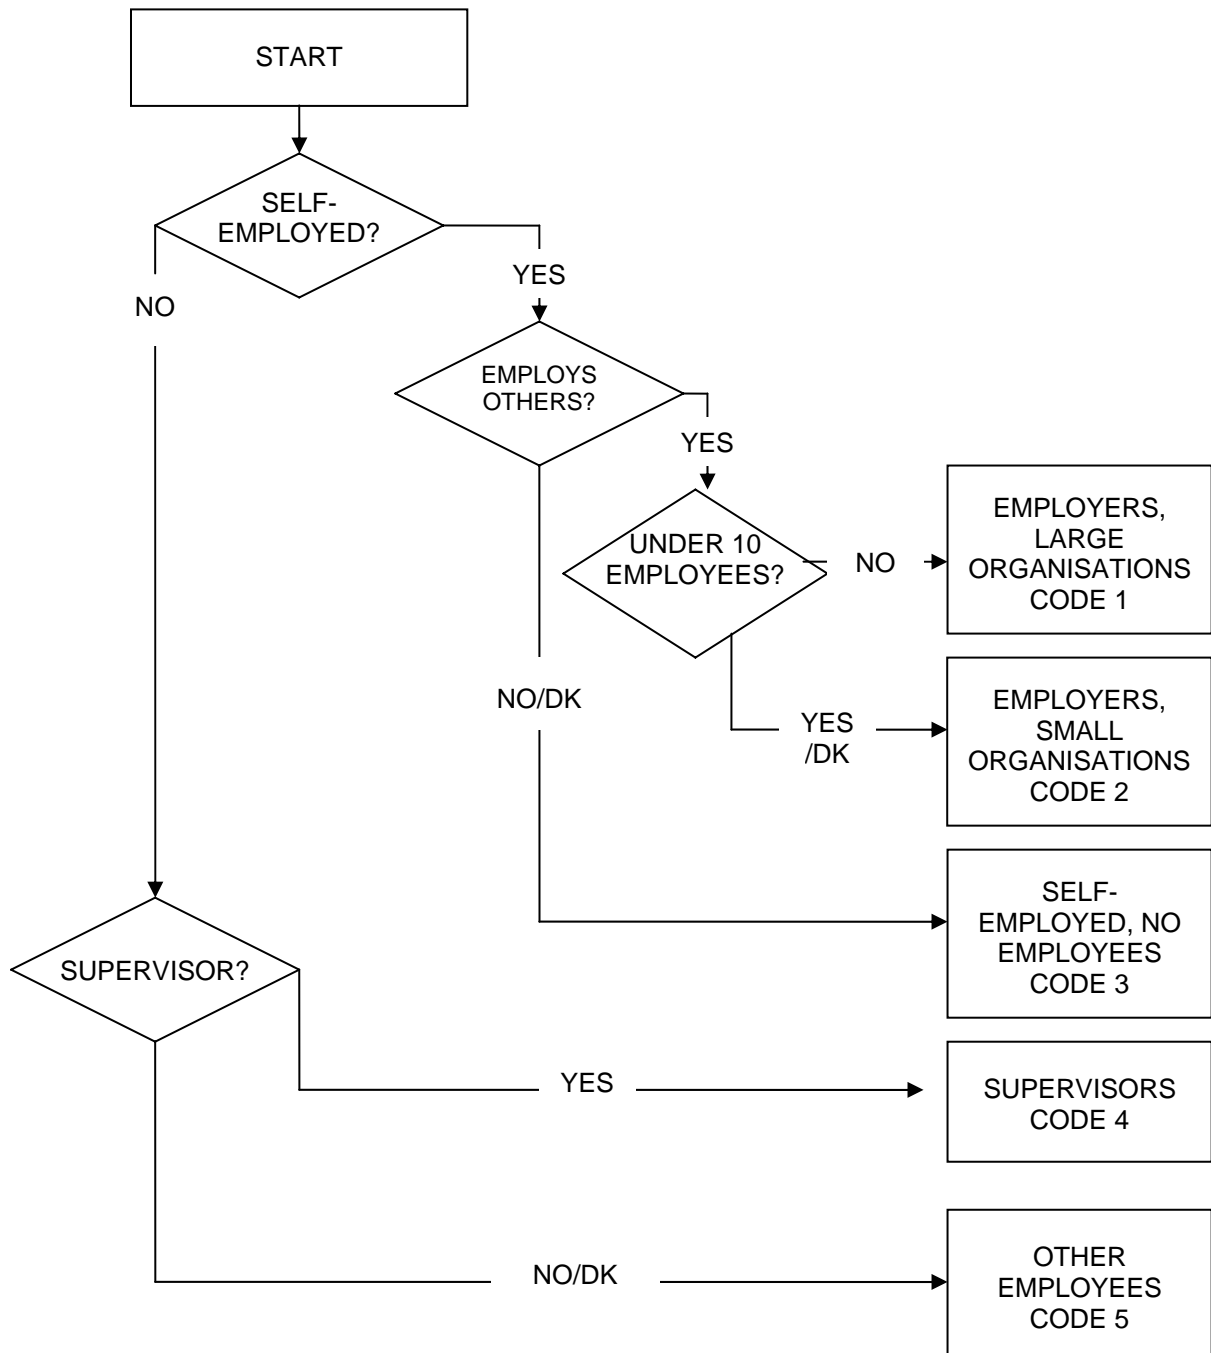 START
SELF-
EMPLOYED?
YES
NO
EMPLOYS
OTHERS?
YES
UNDER 10
EMPLOYEES?
NO
EMPLOYERS,
LARGE
ORGANISATIONS
CODE 1
NO/DK
YES
/DK
EMPLOYERS,
SMALL
ORGANISATIONS
CODE 2
SELF-
EMPLOYED, NO
EMPLOYEES
CODE 3
SUPERVISOR?
YES
SUPERVISORS
CODE 4
NO/DK
OTHER
EMPLOYEES
CODE 5